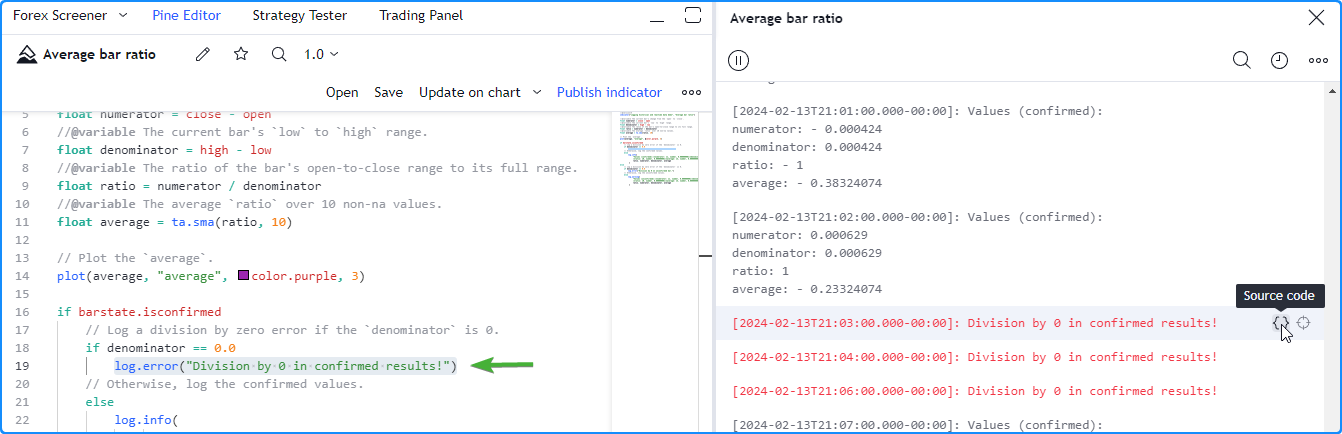 Forex Screener Pine Editor Strategy Tester Trading Panel
Average bar ratio 1.0
Open Save Update on chart Publish indicator
5 float numerator = close - open
6 //@variable The current bar's `low` to `high` range.
7 float denominator = high - low
8 //@variable The ratio of the bar's open-to-close range to its full range.
9 float ratio = numerator / denominator
10 //@variable The average `ratio` over 10 non-na values.
11 float average = ta.sma(ratio, 10)
12
13 // Plot the `average`.
14 plot(average, "average", color.purple, 3)
15
16 if barstate.isconfirmed
17 // Log a division by zero error if the `denominator` is 0.
18 if denominator == 0.0
19 log.error("Division·by·0·in·confirmed·results!")
20 // Otherwise, log the confirmed values.
21 else
22 log.info(
Average bar ratio
[2024-02-13T21:01:00.000-00:00]: Values (confirmed):
numerator: - 0.000424
denominator: 0.000424
ratio: - 1
average: - 0.38324074
[2024-02-13T21:02:00.000-00:00]: Values (confirmed):
numerator: 0.000629
denominator: 0.000629
ratio: 1
average: - 0.23324074
Source code
[2024-02-13T21:03:00.000-00:00]: Division by 0 in confirmed results! {}
[2024-02-13T21:04:00.000-00:00]: Division by 0 in confirmed results!
[2024-02-13T21:06:00.000-00:00]: Division by 0 in confirmed results!
[2024-02-13T21:07:00.000-00:00]: Values (confirmed):